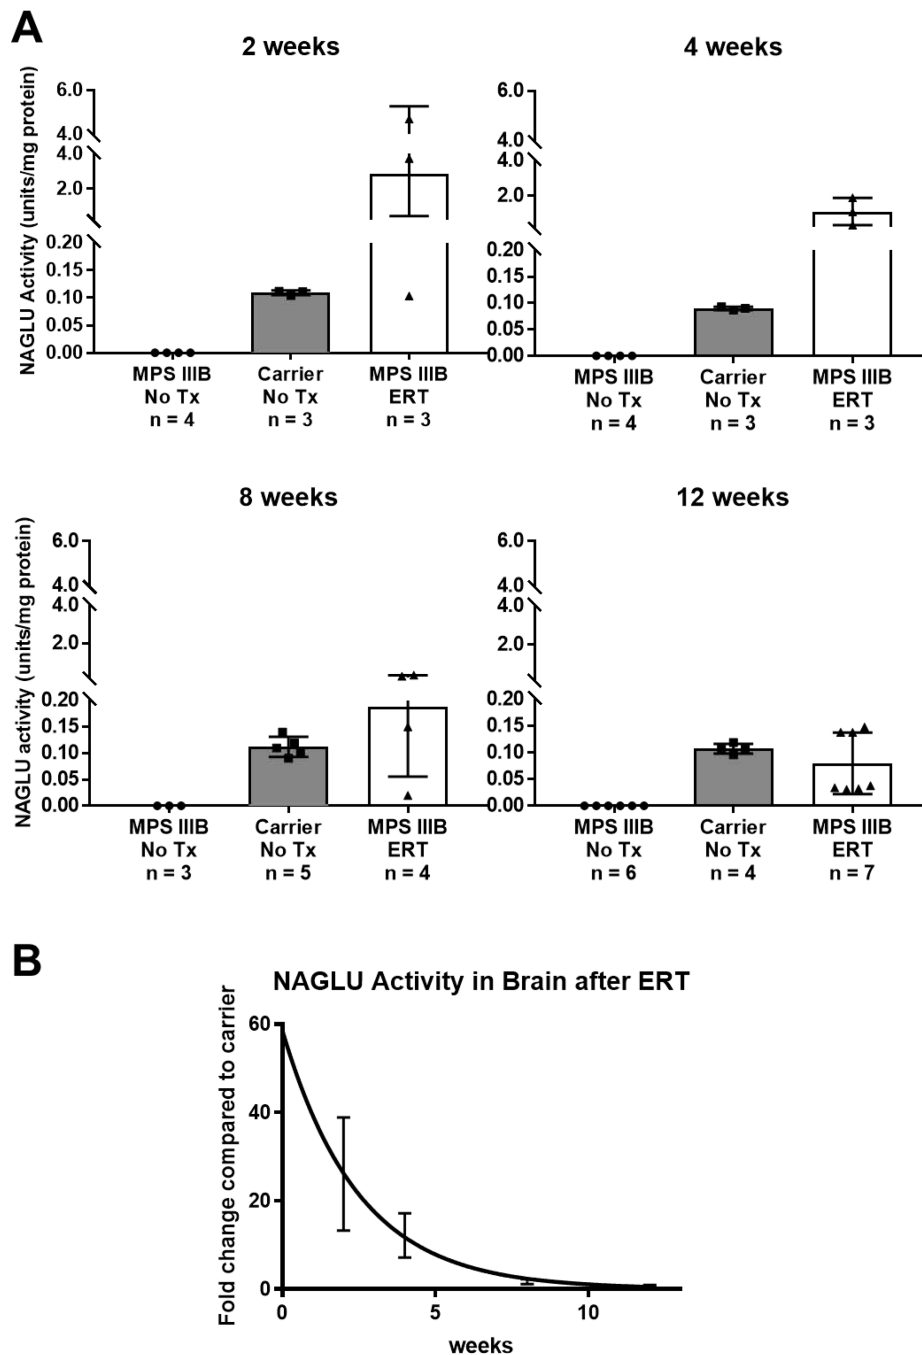 A
2 weeks
NAGLU Activity (units/mg protein)
6.0
4.0
4.0
2.0
0.20
0.15
0.10
0.05
0.00
MPS IIIB
No Tx
n = 4
Carrier
No Tx
n = 3
MPS IIIB
ERT
n = 3
4 weeks
6.0
4.0
4.0
2.0
0.20
0.15
0.10
0.05
0.00
MPS IIIB
No Tx
n = 4
Carrier
No Tx
n = 3
MPS IIIB
ERT
n = 3
8 weeks
NAGLU activity (units/mg protein)
6.0
4.0
4.0
2.0
0.20
0.15
0.10
0.05
0.00
MPS IIIB
No Tx
n = 3
Carrier
No Tx
n = 5
MPS IIIB
ERT
n = 4
12 weeks
6.0
4.0
4.0
2.0
0.20
0.15
0.10
0.05
0.00
MPS IIIB
No Tx
n = 6
Carrier
No Tx
n = 4
MPS IIIB
ERT
n = 7
B
NAGLU Activity in Brain after ERT
Fold change compared to carrier
60
40
20
0
0
5
10
weeks